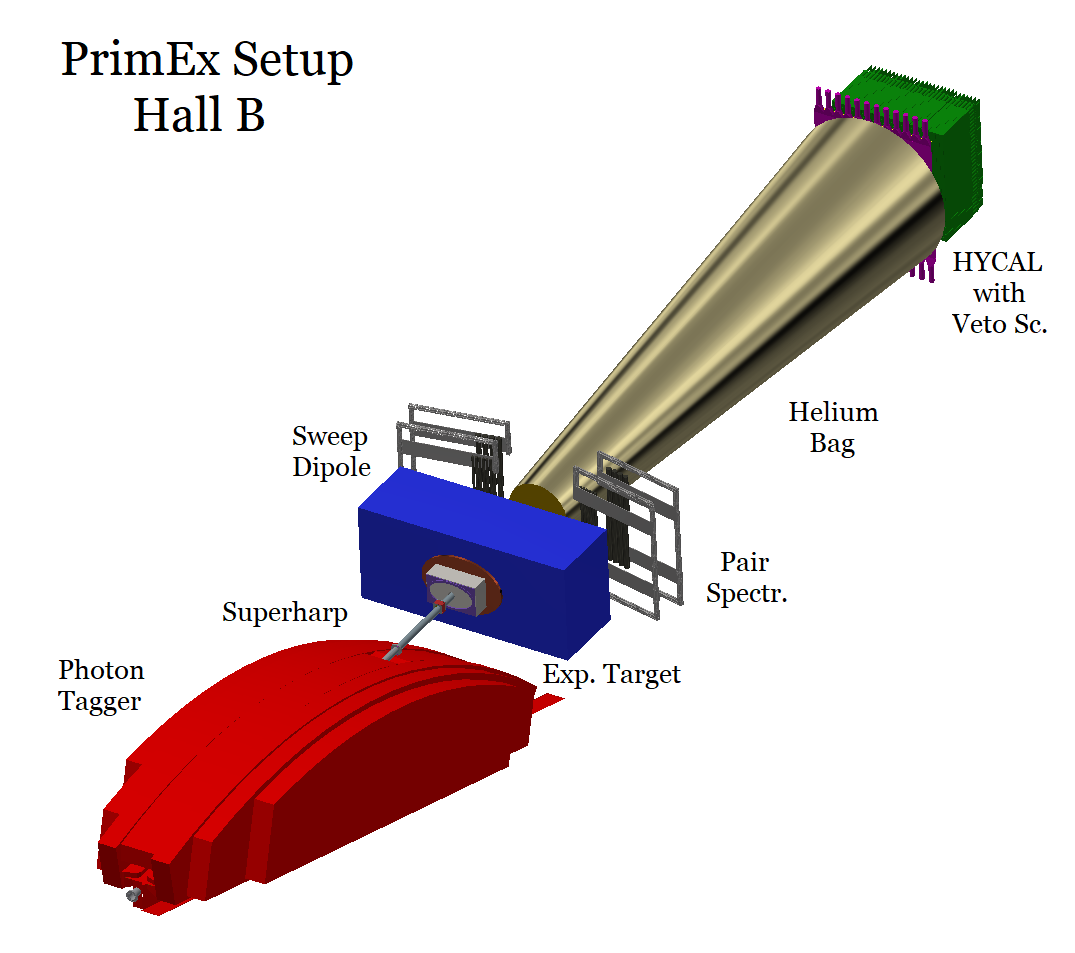 PrimEx Setup
Hall B
HYCAL
with
Veto Sc.
Helium
Bag
Sweep
Dipole
Pair
Spectr.
Superharp
Exp. Target
Photon
Tagger